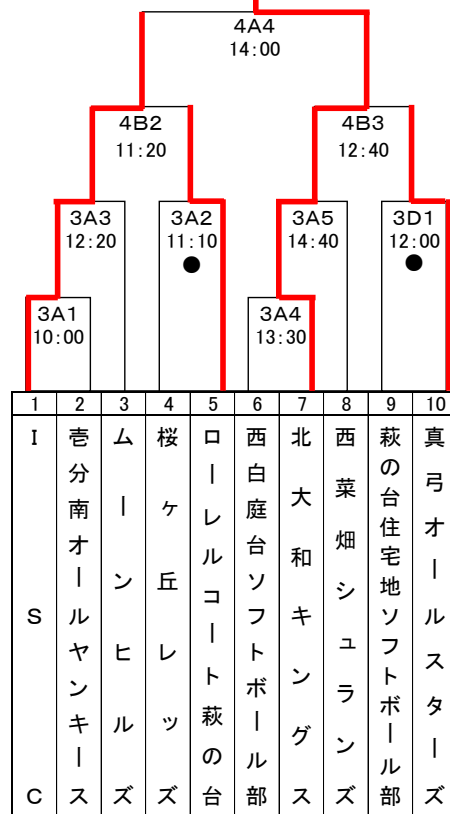 4A4
14:00
4B2
11:20
4B3
12:40
3A3
12:20
3A2
11:10
●
3A5
14:40
3D1
12:00
●
3A1
10:00
3A4
13:30
1 2 3 4 5 6 7 8 9 10
ISC
壱分南オールヤンキース
ムーンヒルズ
桜ヶ丘レッズ
ローレルコート萩の台
西白庭台ソフトボール部
北大和キングス
西菜畑シュランズ
萩の台住宅地ソフトボール部
真弓オールスターズ